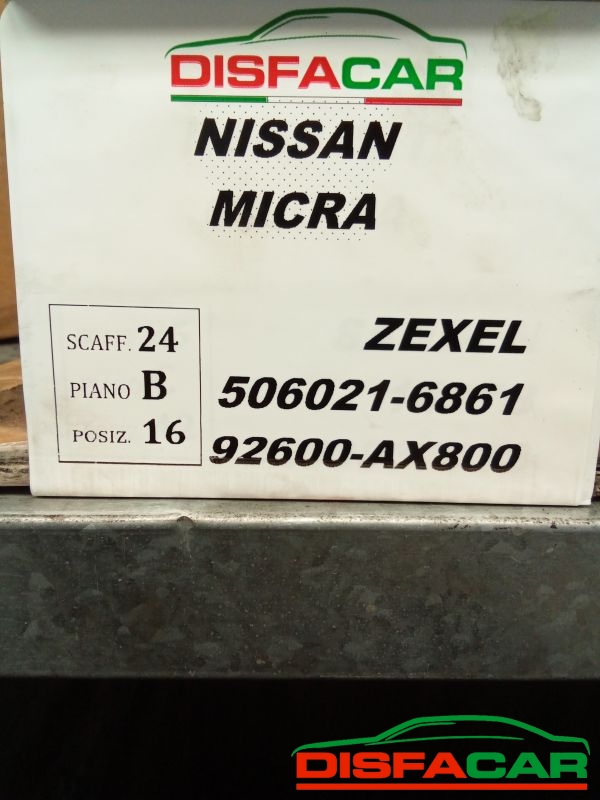 DISFACAR
NISSAN
MICRA
SCAFF. 24
PIANO B
POSIZ. 16
ZEXEL
506021-6861
92600-AX800
DISFACAR